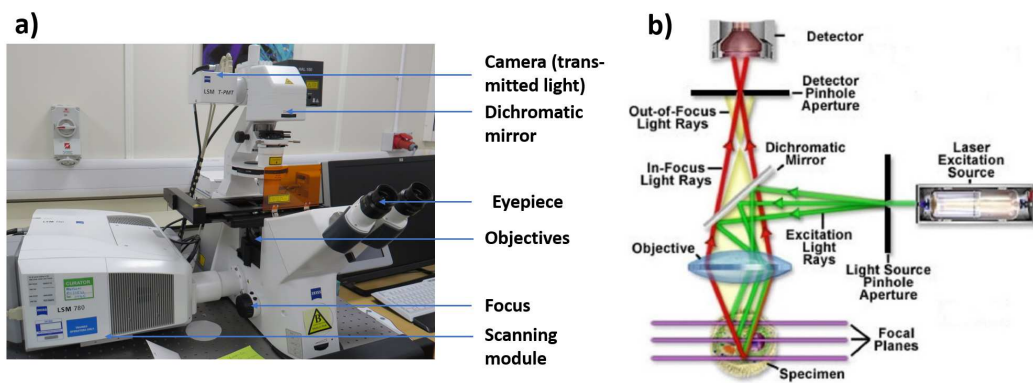 a)
LSM T-PMT
LSM 780
Camera (trans-
mitted light)
Dichromatic
mirror
Eyepiece
Objectives
Focus
Scanning
module
b)
Detector
Detector
Pinhole
Aperture
Out-of-Focus
Light Rays
Dichromatic
Mirror
In-Focus
Light Rays
Laser
Excitation
Source
Excitation
Light
Rays
Objective
Light Source
Pinhole
Aperture
Focal
Planes
Specimen